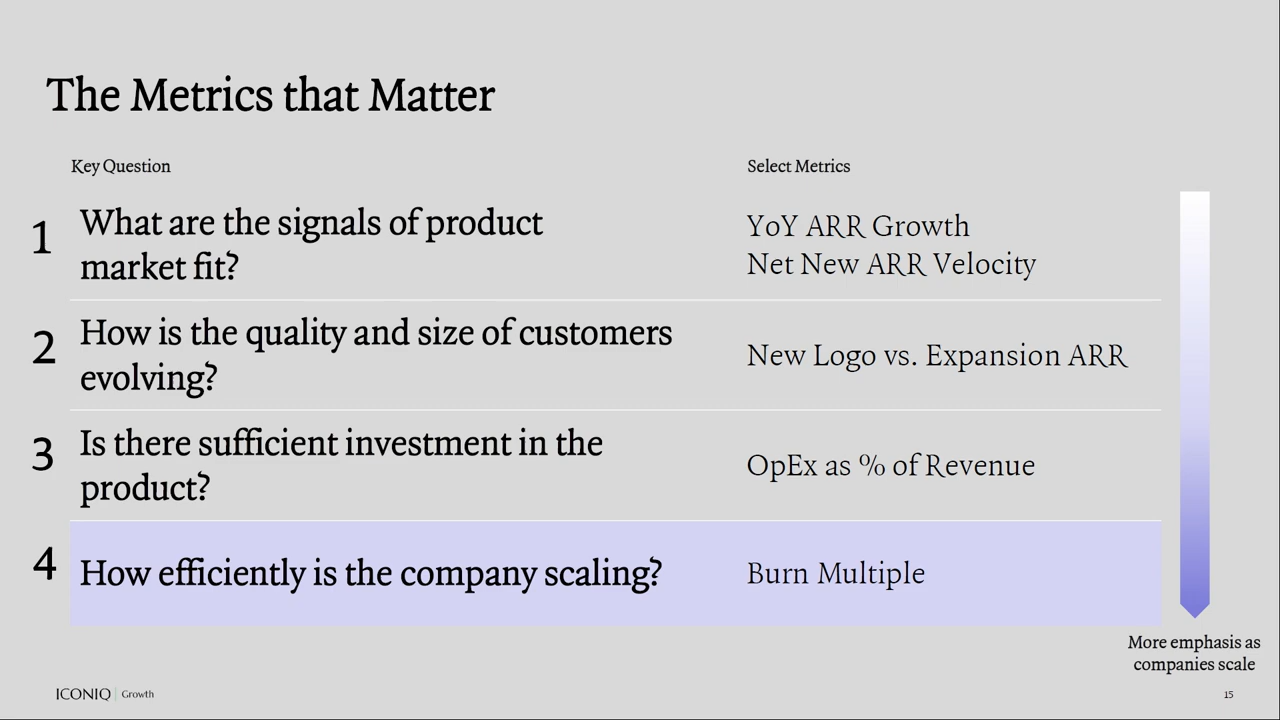 The Metrics that Matter
Key Question
Select Metrics
1
What are the signals of product
market fit?
YoY ARR Growth
Net New ARR Velocity
2
How is the quality and size of customers
evolving?
New Logo vs. Expansion ARR
3
Is there sufficient investment in the
product?
OpEx as % of Revenue
4
How efficiently is the company scaling?
Burn Multiple
More emphasis as
companies scale
ICONIQ | Growth
15